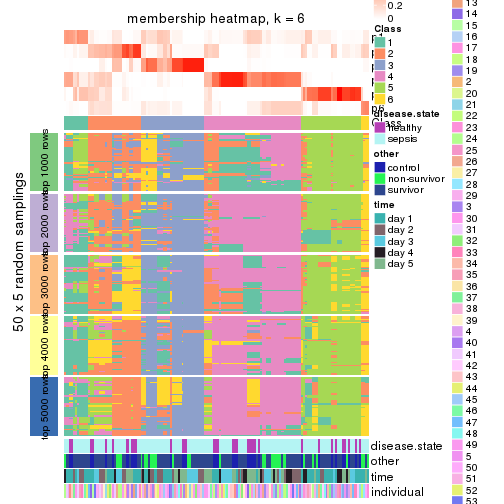 membership heatmap, k = 6
50 x 5 random samplings
top 1000 rows
top 2000 rows
top 3000 rows
top 4000 rows
top 5000 rows
disease.state
other
time
individual
0.2
0
Class
1
2
3
4
5
6
disease.state
healthy
sepsis
other
control
non-survivor
survivor
time
day 1
day 2
day 3
day 4
day 5
13
14
15
16
17
18
19
2
20
21
22
23
24
25
26
27
28
29
3
30
31
32
33
34
35
36
37
38
39
4
40
41
42
43
44
45
46
47
48
49
5
50
51
52